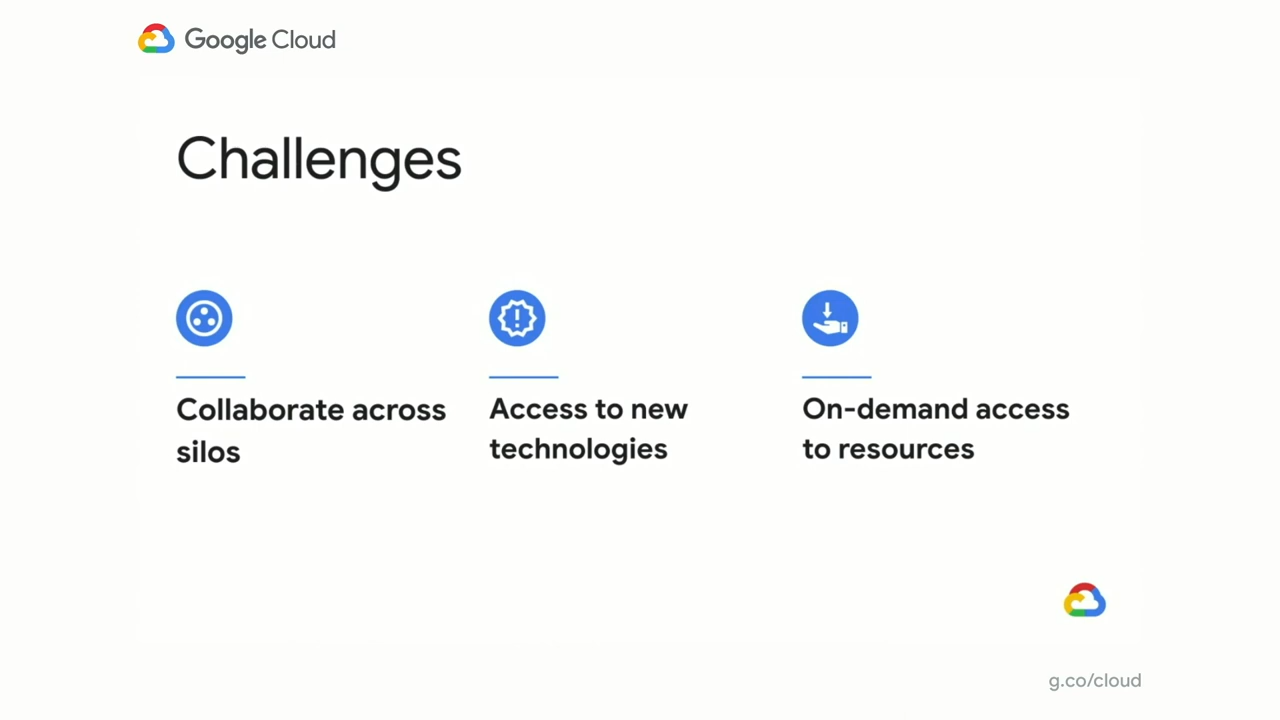 Google Cloud
Challenges
Collaborate across
silos
Access to new
technologies
On-demand access
to resources
g.co/cloud